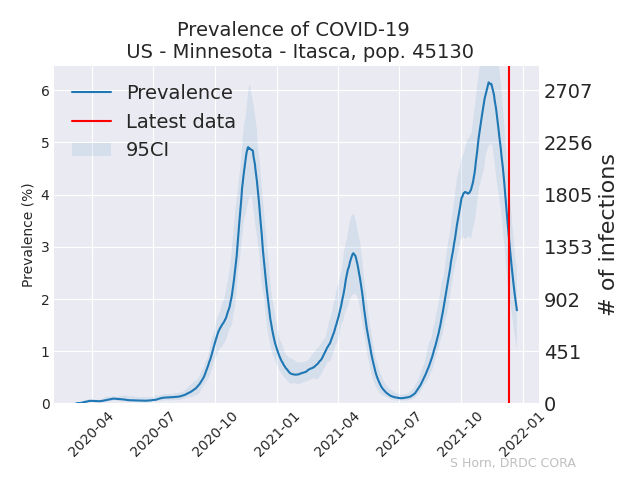 Prevalence of COVID-19
US - Minnesota - Itasca, pop. 45130
Prevalence
Latest data
95CI
Prevalence (%)
6
5
4
3
2
1
0
2707
2256
1805
1353
902
451
0
# of infections
2020-04
2020-07
2020-10
2021-01
2021-04
2021-07
2021-10
2022-01
S Horn, DRDC CORA